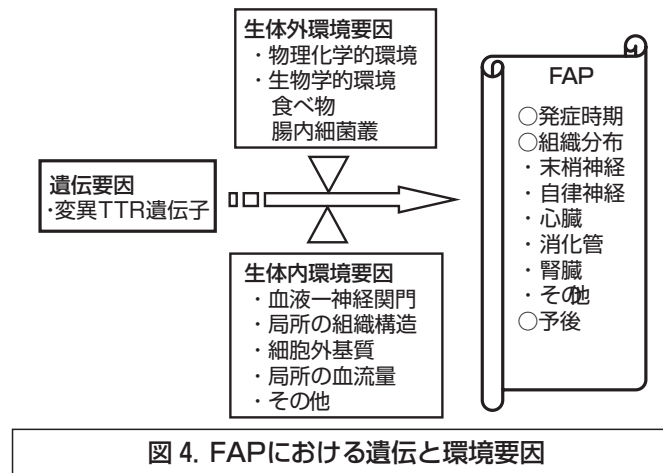 生体外環境要因
・物理化学的環境
・生物学的環境
食べ物
腸内細菌叢
遺伝要因
・変異TTR遺伝子
生体内環境要因
・血液ー神経関門
・局所の組織構造
・細胞外基質
・局所の血流量
・その他
FAP
○発症時期
○組織分布
・末梢神経
・自律神経
・心臓
・消化管
・腎臓
・その他
○予後
図 4. FAPにおける遺伝と環境要因